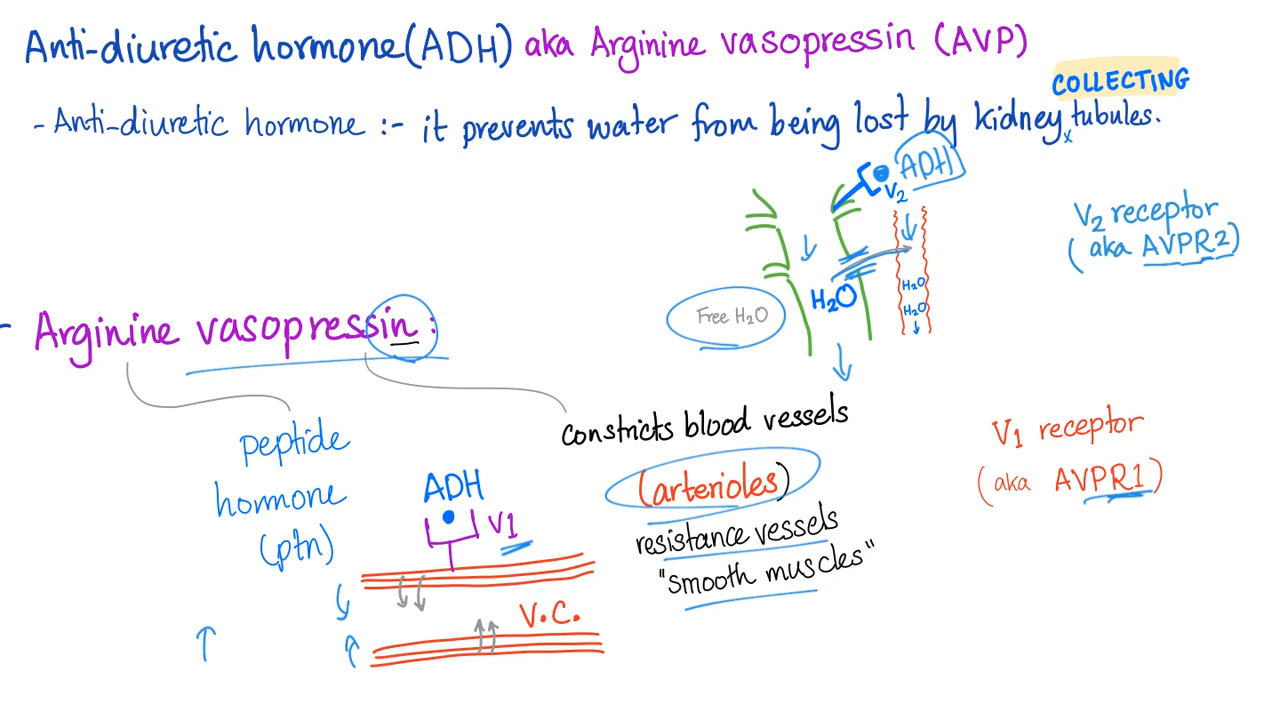 Anti-diuretic hormone (ADH) aka Arginine vasopressin (AVP)
COLLECTING
- Anti-diuretic hormone :- it prevents water from being lost by kidney x tubules.
ADH
V2
V2 receptor
(aka AVPR2)
H2O
H2O
H2O
Free H2O
- Arginine vasopressin :
constricts blood vessels
(arterioles)
resistance vessels
"smooth muscles"
V1 receptor
(aka AVPR1)
peptide
hormone
(ptn)
ADH
V1
V.C.